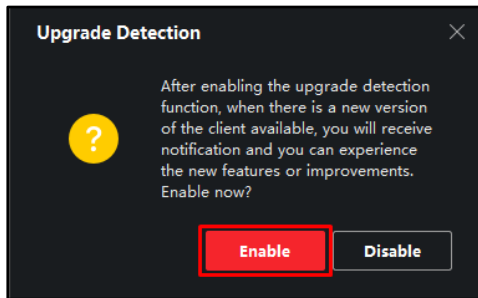 Upgrade Detection
After enabling the upgrade detection
function, when there is a new version
of the client available, you will receive
notification and you can experience
the new features or improvements.
Enable now?
Enable Disable